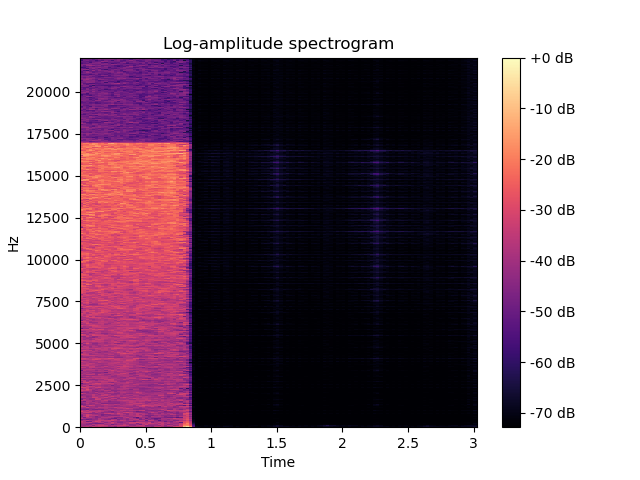 Log-amplitude spectrogram
Hz
20000
17500
15000
12500
10000
7500
5000
2500
0
0 0.5 1 1.5 2 2.5 3
Time
+0 dB
-10 dB
-20 dB
-30 dB
-40 dB
-50 dB
-60 dB
-70 dB